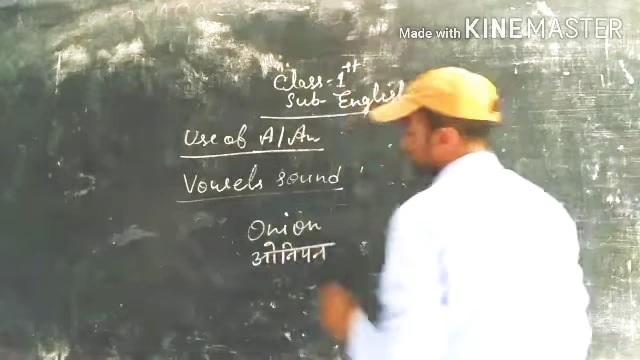 Made with KINEMASTER
Class-1st
Sub- English
Use of A/An
Vowels sound
Onion
ओनियन